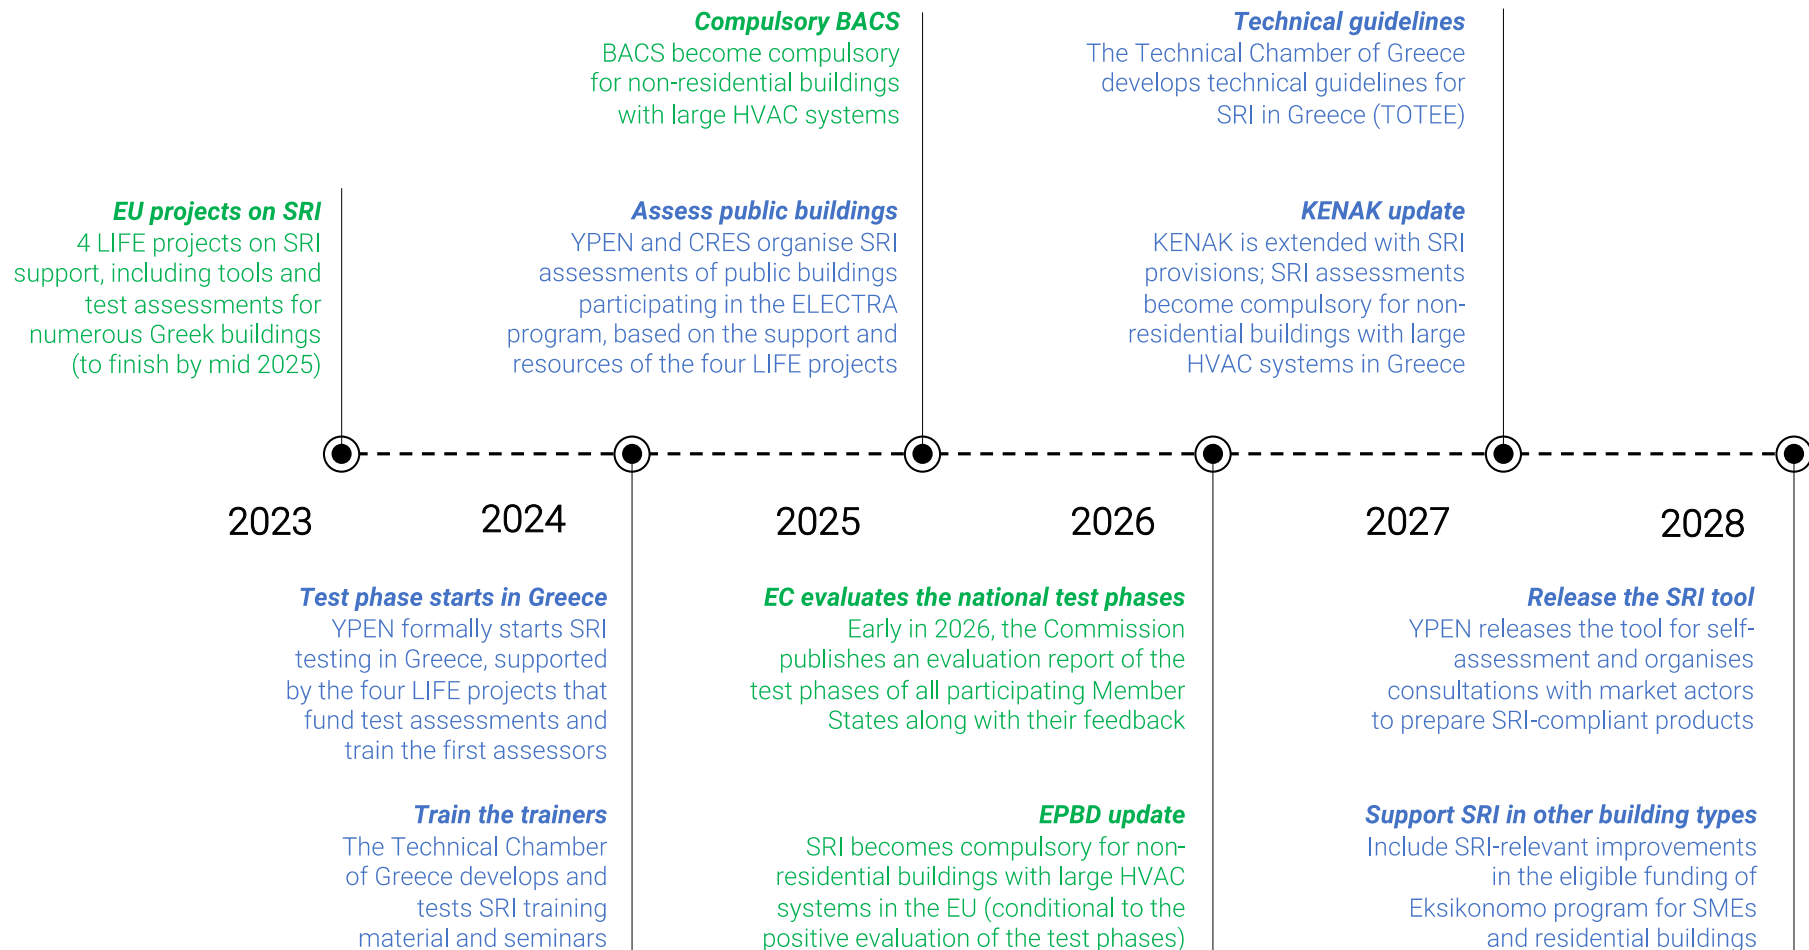 Compulsory BACS
BACS become compulsory
for non-residential buildings
with large HVAC systems
Technical guidelines
The Technical Chamber of Greece
develops technical guidelines for
SRI in Greece (TOTEE)
EU projects on SRI
4 LIFE projects on SRI
support, including tools and
test assessments for
numerous Greek buildings
(to finish by mid 2025)
Assess public buildings
YPEN and CRES organise SRI
assessments of public buildings
participating in the ELECTRA
program, based on the support and
resources of the four LIFE projects
KENAK update
KENAK is extended with SRI
provisions; SRI assessments
become compulsory for non-
residential buildings with large
HVAC systems in Greece
2023
2024
2025
2026
2027
2028
Test phase starts in Greece
YPEN formally starts SRI
testing in Greece, supported
by the four LIFE projects that
fund test assessments and
train the first assessors
EC evaluates the national test phases
Early in 2026, the Commission
publishes an evaluation report of the
test phases of all participating Member
States along with their feedback
Release the SRI tool
YPEN releases the tool for self-
assessment and organises
consultations with market actors
to prepare SRI-compliant products
Train the trainers
The Technical Chamber
of Greece develops and
tests SRI training
material and seminars
EPBD update
SRI becomes compulsory for non-
residential buildings with large HVAC
systems in the EU (conditional to the
positive evaluation of the test phases)
Support SRI in other building types
Include SRI-relevant improvements
in the eligible funding of
Eksikonomo program for SMEs
and residential buildings